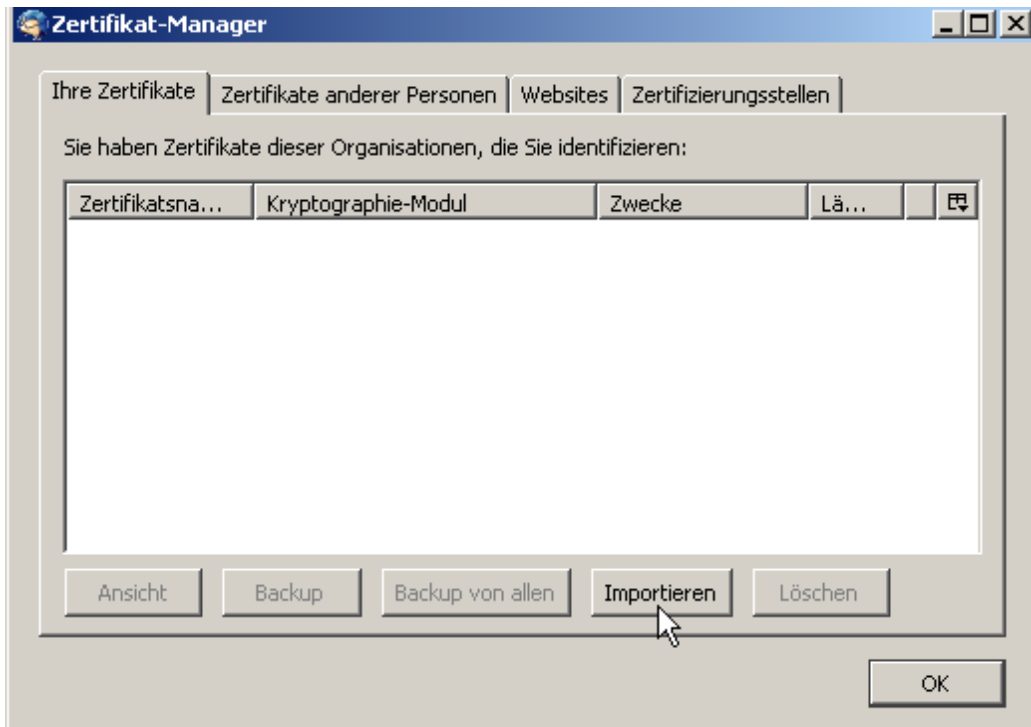 Zertifikat-Manager
Ihre Zertifikate Zertifikate anderer Personen Websites Zertifizierungsstellen
Sie haben Zertifikate dieser Organisationen, die Sie identifizieren:
Zertifikatsna... Kryptographie-Modul Zwecke Lä...
Ansicht Backup Backup von allen Importieren Löschen
OK